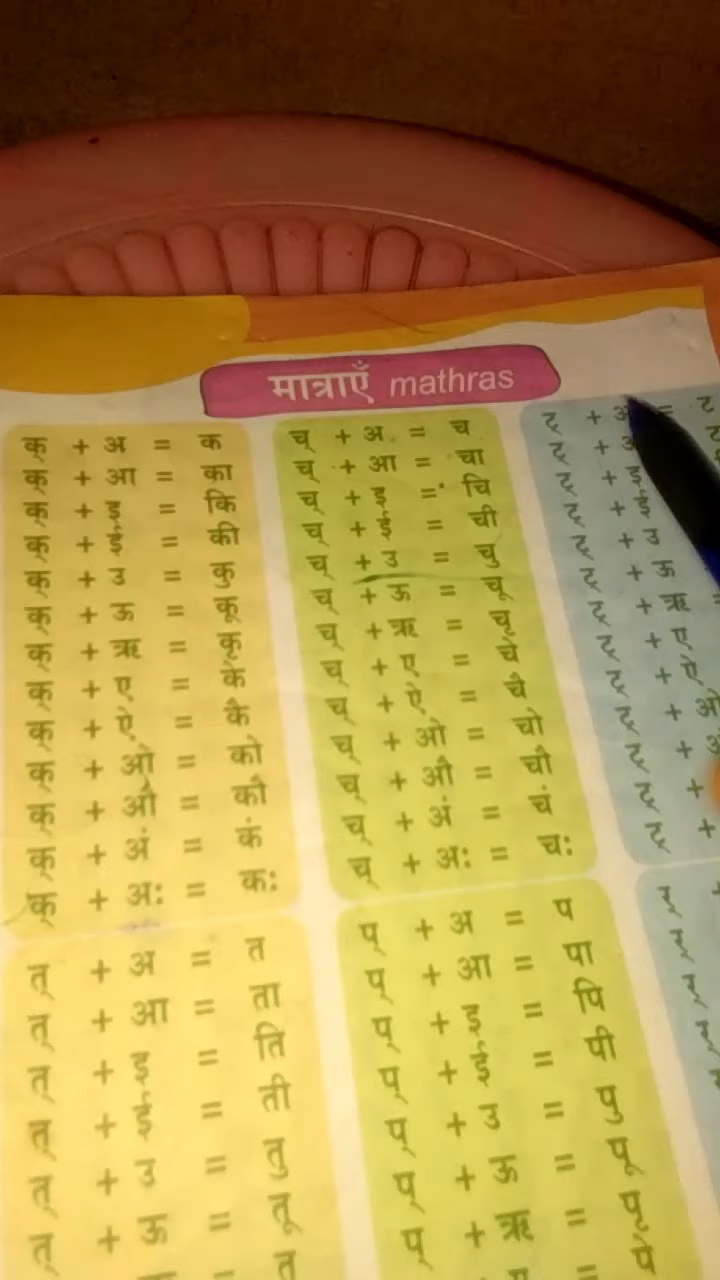 मात्राएँ mathras
क् + अ = क
क् + आ = का
क् + इ = कि
क् + ई = की
क् + उ = कु
क् + ऊ = कू
क् + ऋ = कृ
क् + ए = के
क् + ऐ = कै
क् + ओ = को
क् + औ = कौ
क् + अं = कं
क् + अः = कः
च् + अ = च
च् + आ = चा
च् + इ = चि
च् + ई = ची
च् + उ = चु
च् + ऊ = चू
च् + ऋ = चृ
च् + ए = चे
च् + ऐ = चै
च् + ओ = चो
च् + औ = चौ
च् + अं = चं
च् + अः = चः
ट् + अ = ट
ट् +
ट् + इ
ट् + ई
ट् + उ
ट् + ऊ
ट् + ऋ =
ट् + ए
ट् + ऐ
ट् + ओ
ट् +
ट् +
ट् +
त् + अ = त
त् + आ = ता
त् + इ = ति
त् + ई = ती
त् + उ = तु
त् + ऊ = तू
प् + अ = प
प् + आ = पा
प् + इ = पि
प् + ई = पी
प् + उ = पु
प् + ऊ = पू
प् + ऋ = पृ